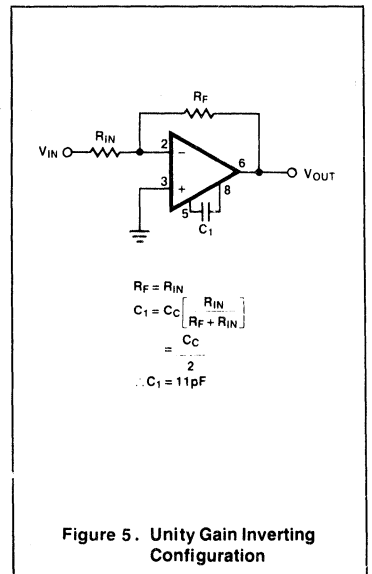 RF
RIN
VIN
2
−
6
VOUT
3
+
8
5
C1
RF = RIN
C1 = CC [ RIN / RF + RIN ]
= CC / 2
∴C1 = 11pF
Figure 5. Unity Gain Inverting
Configuration